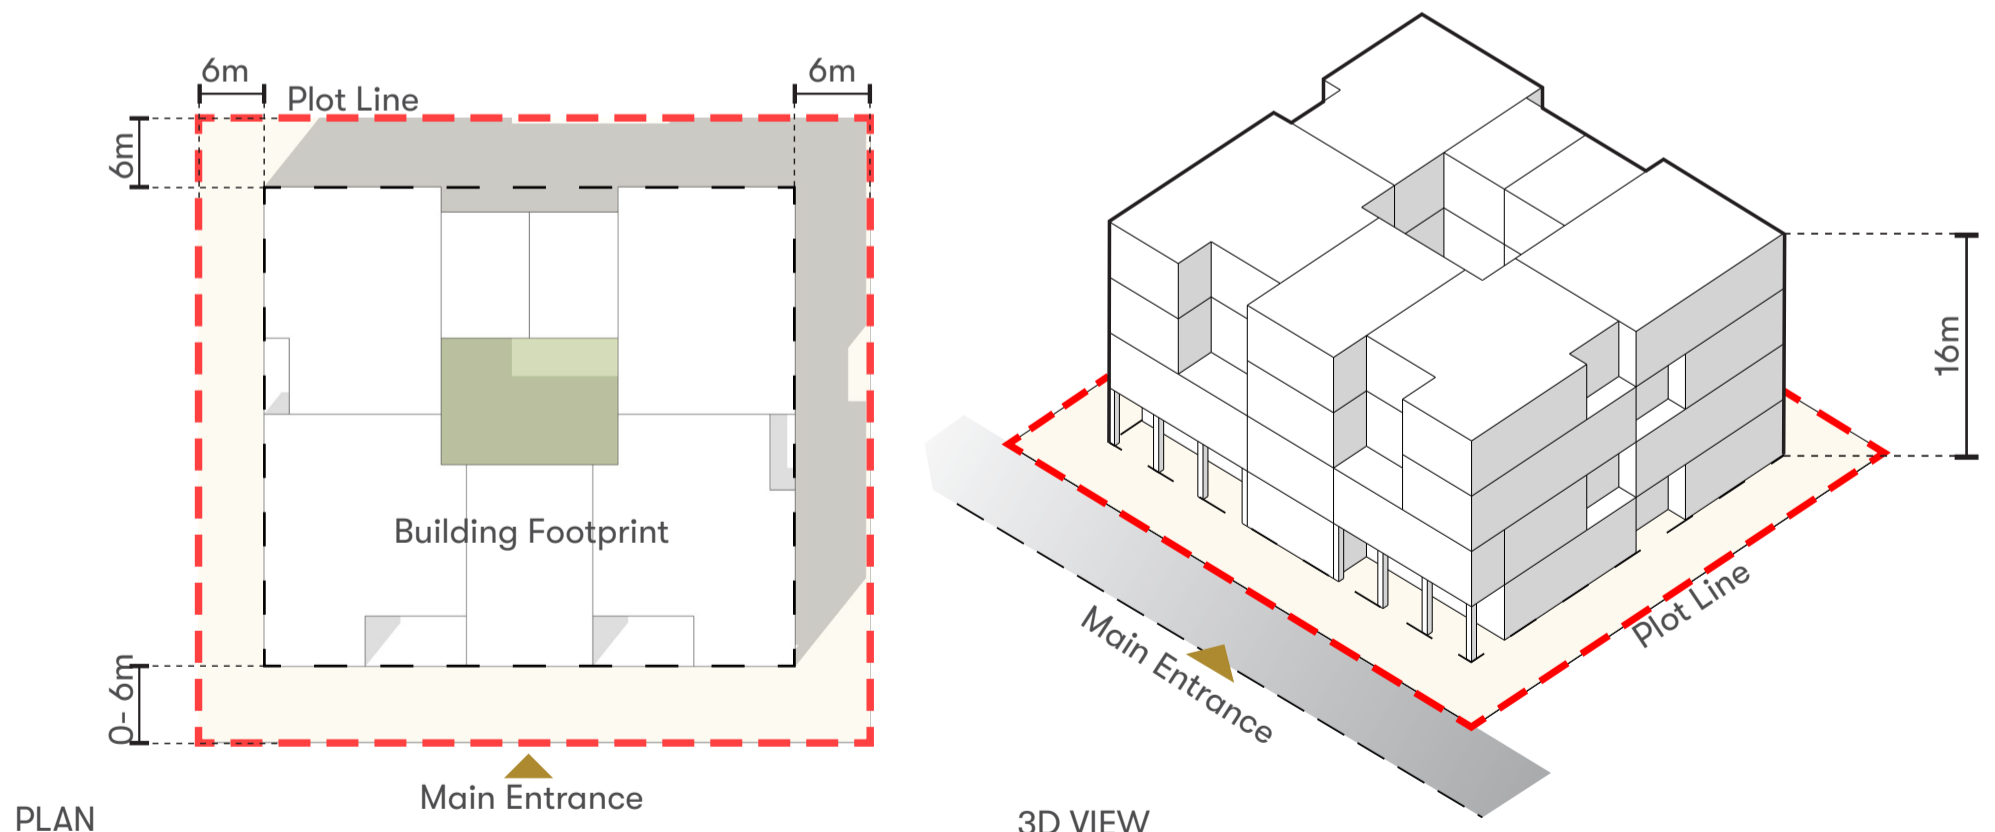 6m
6m
Plot Line
6m
Building Footprint
0- 6m
Main Entrance
PLAN
16m
Plot Line
Main Entrance
3D VIEW